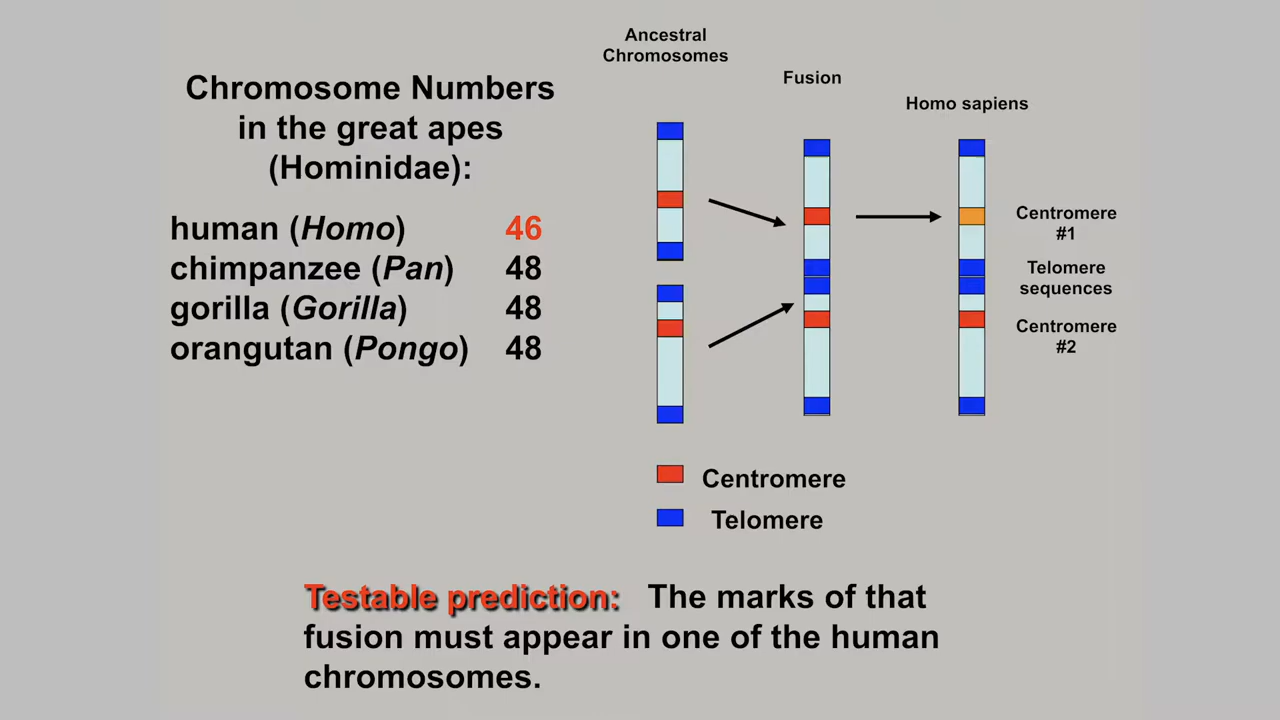 Chromosome Numbers
in the great apes
(Hominidae):
human (Homo) 46
chimpanzee (Pan) 48
gorilla (Gorilla) 48
orangutan (Pongo) 48
Ancestral
Chromosomes
Fusion
Homo sapiens
Centromere
#1
Telomere
sequences
Centromere
#2
Centromere
Telomere
Testable prediction: The marks of that
fusion must appear in one of the human
chromosomes.